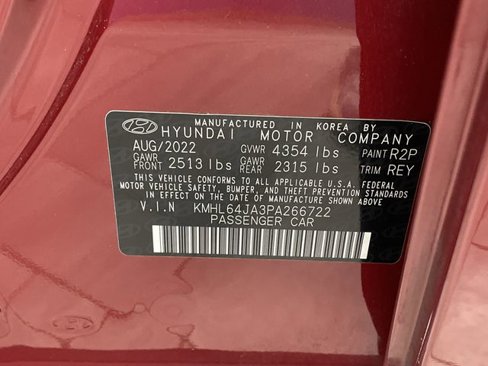 MANUFACTURED IN KOREA BY
HYUNDAI MOTOR COMPANY
AUG/2022 GVWR 4354 lbs PAINT R2P
GAWR FRONT 2513 lbs GAWR REAR 2315 lbs TRIM REY
THIS VEHICLE CONFORMS TO ALL APPLICABLE U.S.A. FEDERAL
MOTOR VEHICLE SAFETY, BUMPER, AND THEFT PREVENTION STANDARDS
IN EFFECT ON THE DATE OF MANUFACTURE SHOWN ABOVE.
V.I.N KMHL64JA3PA266722
PASSENGER CAR